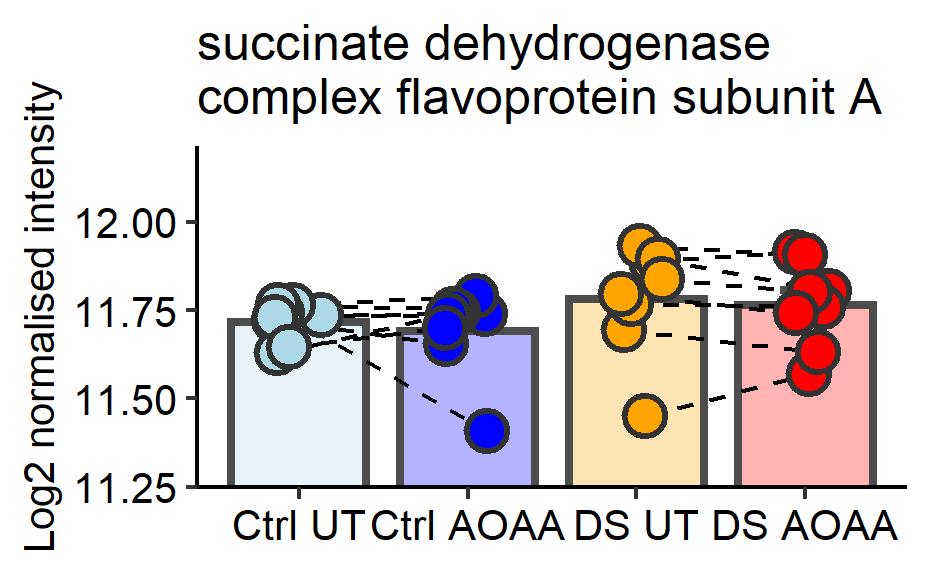 succinate dehydrogenase
complex flavoprotein subunit A
Log2 normalised intensity
12.00
11.75
11.50
11.25
Ctrl UT Ctrl AOAA DS UT DS AOAA